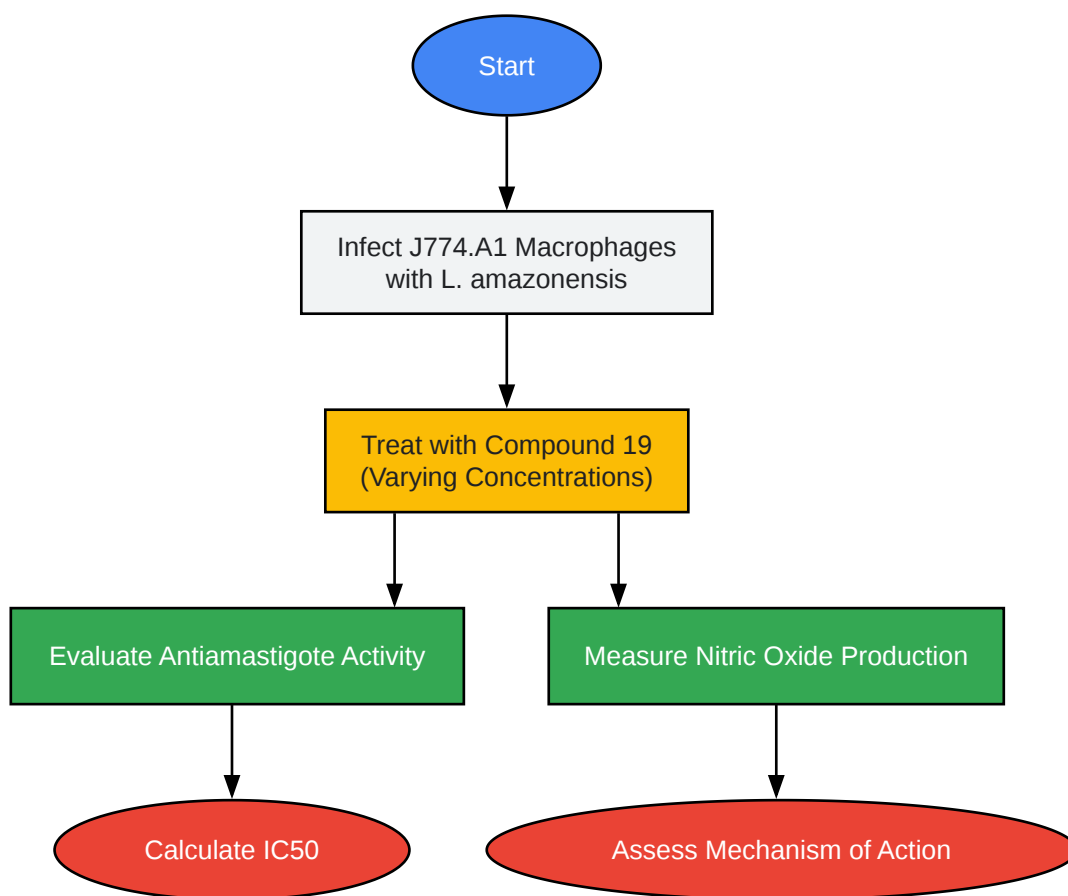 Start
Infect J774.A1 Macrophages
with L. amazonensis
Treat with Compound 19
(Varying Concentrations)
Evaluate Antiamastigote Activity
Measure Nitric Oxide Production
Calculate IC50
Assess Mechanism of Action